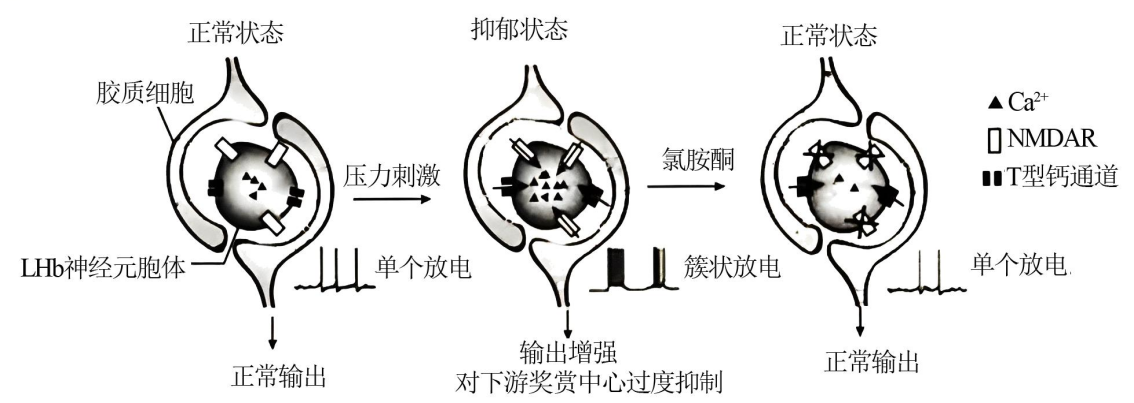 正常状态
抑郁状态
正常状态
胶质细胞
Ca²⁺
NMDAR
T型钙通道
压力刺激
氯胺酮
LHb神经元胞体
单个放电
簇状放电
单个放电
正常输出
输出增强
对下游奖赏中心过度抑制
正常输出